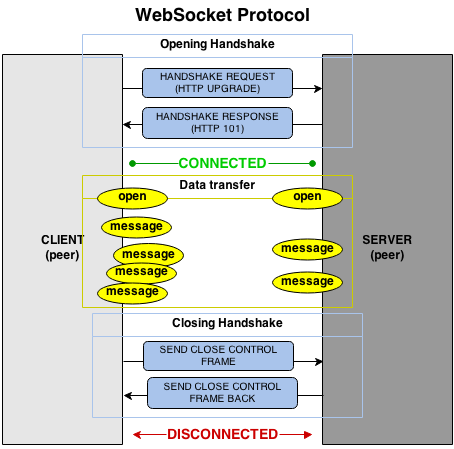 WebSocket Protocol
Opening Handshake
HANDSHAKE REQUEST
(HTTP UPGRADE)
HANDSHAKE RESPONSE
(HTTP 101)
CONNECTED
Data transfer
open
open
message
CLIENT
(peer)
message
message
message
message
message
SERVER
(peer)
Closing Handshake
SEND CLOSE CONTROL
FRAME
SEND CLOSE CONTROL
FRAME BACK
DISCONNECTED